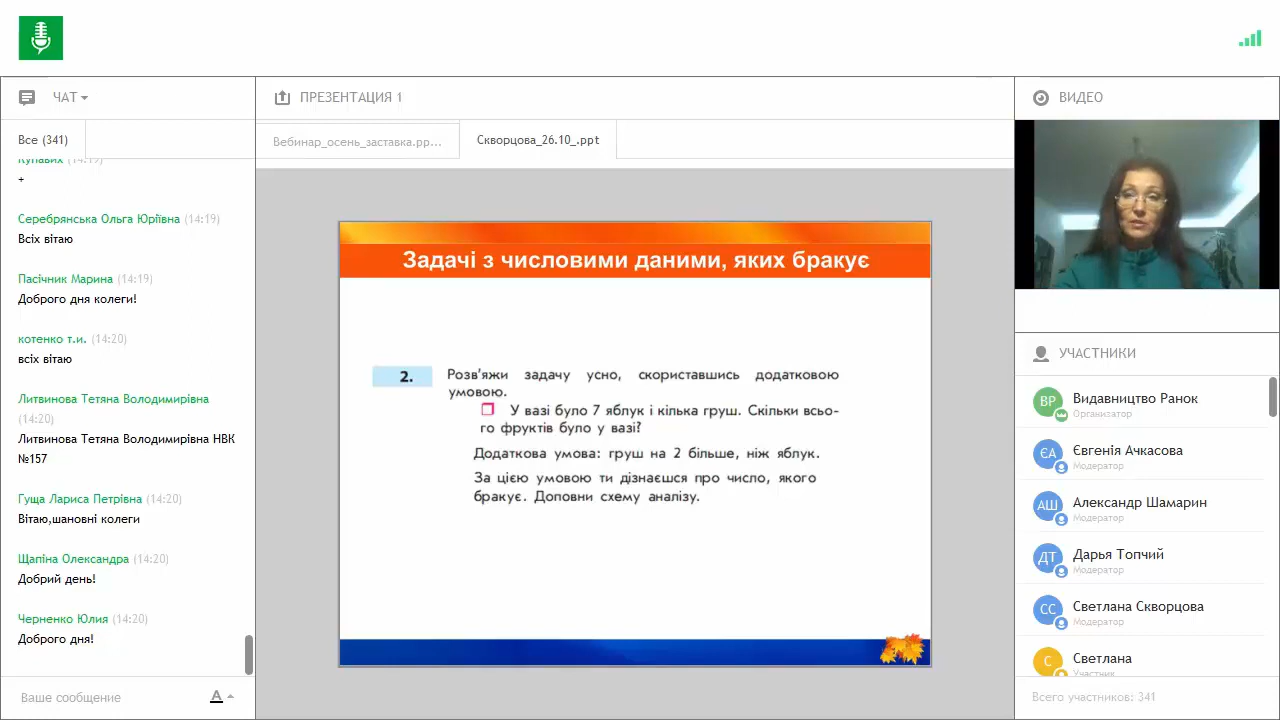 ЧАТ
Все (341)
Купавих (14:19)
+
Серебрянська Ольга Юріївна (14:19)
Всіх вітаю
Пасічник Марина (14:19)
Доброго дня колеги!
котенко т.и. (14:20)
всіх вітаю
Литвинова Тетяна Володимирівна
(14:20)
Литвинова Тетяна Володимирівна НВК
№157
Гуща Лариса Петрівна (14:20)
Вітаю,шановні колеги
Щапіна Олександра (14:20)
Добрий день!
Черненко Юлия (14:20)
Доброго дня!
Ваше сообщение
А
ПРЕЗЕНТАЦИЯ 1
Вебинар_осень_заставка.pp...
Скворцова_26.10_.ppt
Задачі з числовими даними, яких бракує
2. Розв'яжи задачу усно, скориставшись додатковою
умовою.
У вазі було 7 яблук і кілька груш. Скільки всьо-
го фруктів було у вазі?
Додаткова умова: груш на 2 більше, ніж яблук.
За цією умовою ти дізнаєшся про число, якого
бракує. Доповни схему аналізу.
ВИДЕО
УЧАСТНИКИ
ВР
Видавництво Ранок
Организатор
ЄА
Євгенія Ачкасова
Модератор
АШ
Александр Шамарин
Модератор
ДТ
Дарья Топчий
Модератор
СС
Светлана Скворцова
Модератор
С
Светлана
Участник
Всего участников: 341